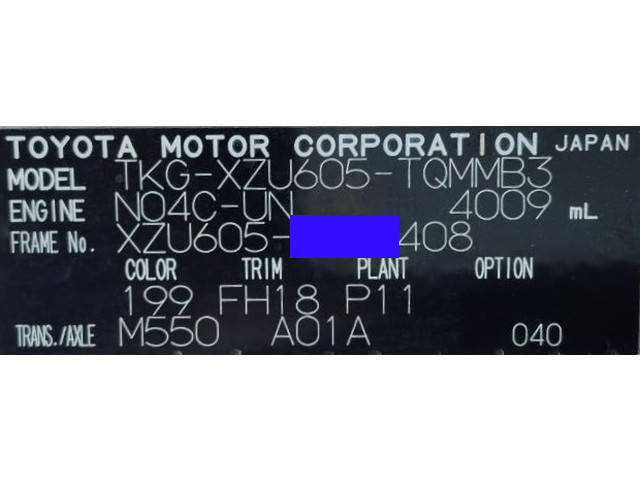 TOYOTA MOTOR CORPORATION JAPAN
MODEL TKG-XZU605-TQMMB3
ENGINE N04C-UN 4009 mL
FRAME No. XZU605- 408
COLOR TRIM PLANT OPTION
199 FH18 P11
TRANS./AXLE M550 A01A 040